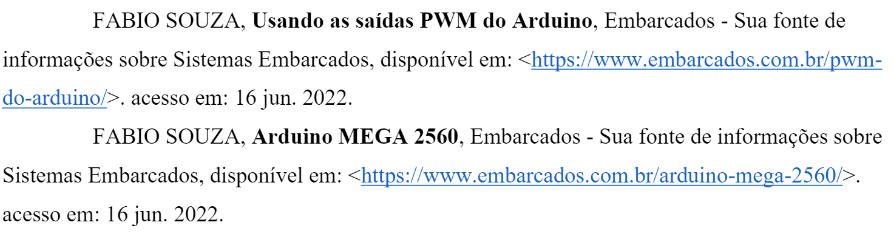 FABIO SOUZA, Usando as saídas PWM do Arduino, Embarcados - Sua fonte de
informações sobre Sistemas Embarcados, disponível em: <https://www.embarcados.com.br/pwm-
do-arduino/>. acesso em: 16 jun. 2022.
FABIO SOUZA, Arduino MEGA 2560, Embarcados - Sua fonte de informações sobre
Sistemas Embarcados, disponível em: <https://www.embarcados.com.br/arduino-mega-2560/>.
acesso em: 16 jun. 2022.